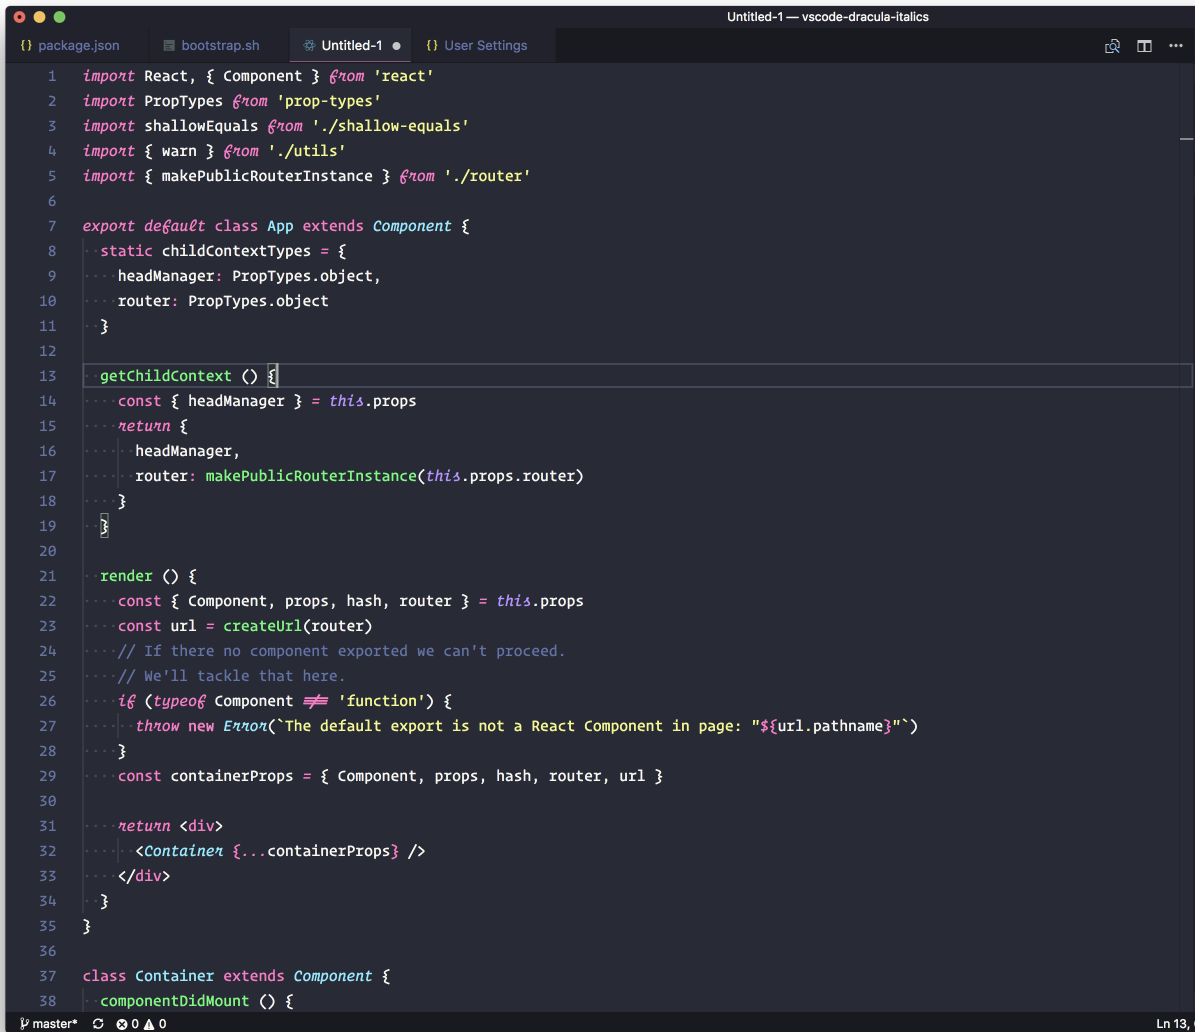 Untitled-1 — vscode-dracula-italics
{} package.json bootstrap.sh Untitled-1 ● {} User Settings ···
1 import React, { Component } from 'react'
2 import PropTypes from 'prop-types'
3 import shallowEquals from './shallow-equals'
4 import { warn } from './utils'
5 import { makePublicRouterInstance } from './router'
6
7 export default class App extends Component {
8 static childContextTypes = {
9 headManager: PropTypes.object,
10 router: PropTypes.object
11 }
12
13 getChildContext () {
14 const { headManager } = this.props
15 return {
16 headManager,
17 router: makePublicRouterInstance(this.props.router)
18 }
19 }
20
21 render () {
22 const { Component, props, hash, router } = this.props
23 const url = createUrl(router)
24 // If there no component exported we can't proceed.
25 // We'll tackle that here.
26 if (typeof Component !== 'function') {
27 throw new Error(`The default export is not a React Component in page: "${url.pathname}"`)
28 }
29 const containerProps = { Component, props, hash, router, url }
30
31 return <div>
32 <Container {...containerProps} />
33 </div>
34 }
35 }
36
37 class Container extends Component {
38 componentDidMount () {
master* 0 0 Ln 13,